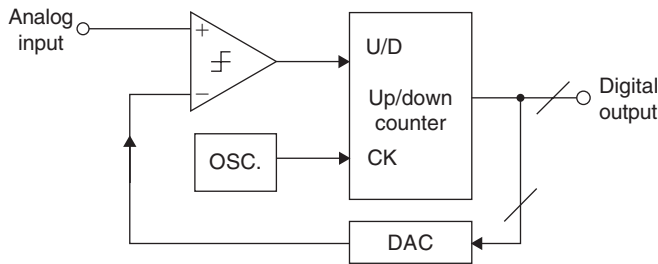 Analog
input
+
−
U/D
Up/down
counter
CK
OSC.
DAC
Digital
output